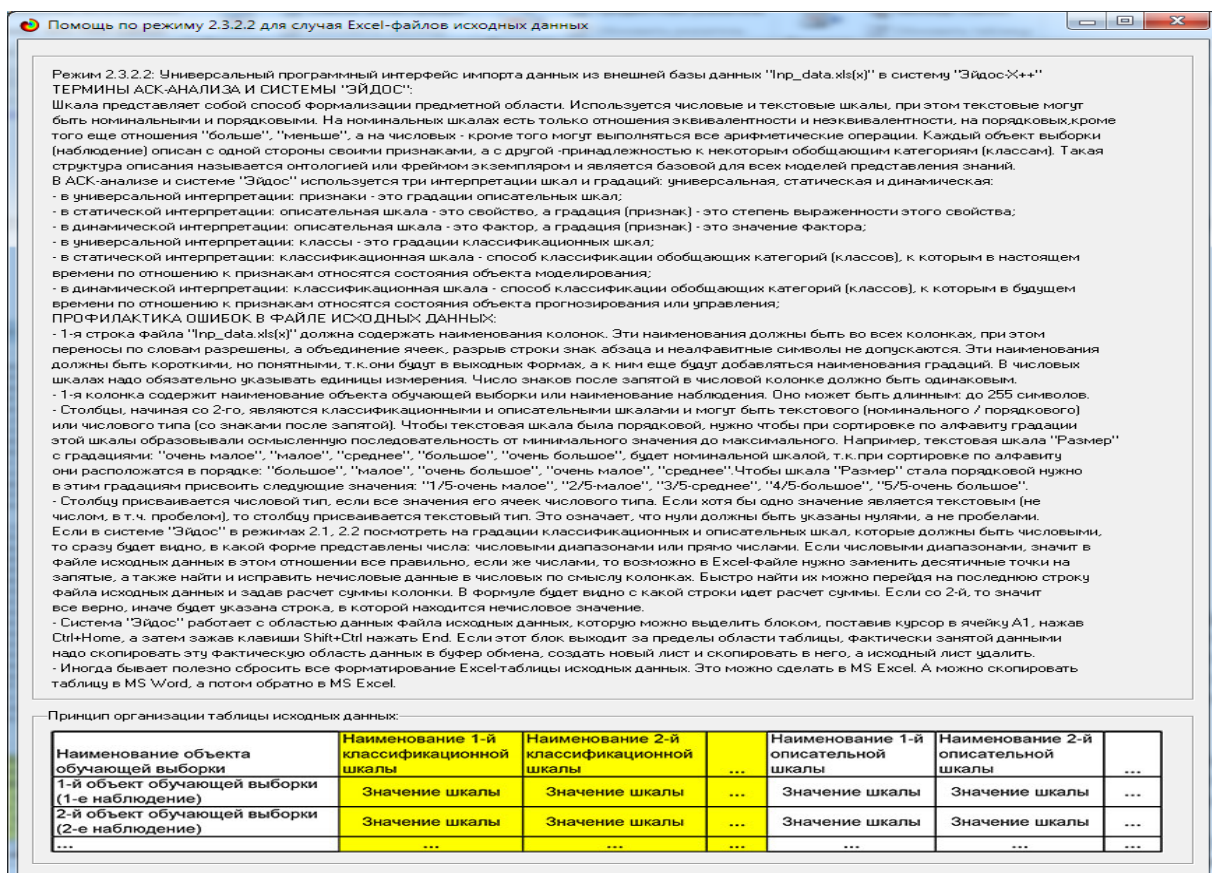 Помощь по режиму 2.3.2.2 для случая Excel-файлов исходных данных
Режим 2.3.2.2: Универсальный программный интерфейс импорта данных из внешней базы данных "Inp_data.xls(x)" в систему "Эйдос-X++"
ТЕРМИНЫ АСК-АНАЛИЗА И СИСТЕМЫ "ЭЙДОС":
Шкала представляет собой способ формализации предметной области. Используется числовые и текстовые шкалы, при этом текстовые могут
быть номинальными и порядковыми. На номинальных шкалах есть только отношения эквивалентности и неэквивалентности, на порядковых,кроме
того еще отношения "больше", "меньше", а на числовых - кроме того могут выполняться все арифметические операции. Каждый объект выборки
(наблюдение) описан с одной стороны своими признаками, а с другой -принадлежностью к некоторым обобщающим категориям (классам). Такая
структура описания называется онтологией или фреймом экземпляром и является базовой для всех моделей представления знаний.
В АСК-анализе и системе "Эйдос" используется три интерпретации шкал и градаций: универсальная, статическая и динамическая:
- в универсальной интерпретации: признаки - это градации описательных шкал;
- в статической интерпретации: описательная шкала - это свойство, а градация (признак) - это степень выраженности этого свойства;
- в динамической интерпретации: описательная шкала - это фактор, а градация (признак) - это значение фактора;
- в универсальной интерпретации: классы - это градации классификационных шкал;
- в статической интерпретации: классификационная шкала - способ классификации обобщающих категорий (классов), к которым в настоящем
времени по отношению к признакам относятся состояния объекта моделирования;
- в динамической интерпретации: классификационная шкала - способ классификации обобщающих категорий (классов), к которым в будущем
времени по отношению к признакам относятся состояния объекта прогнозирования или управления;
ПРОФИЛАКТИКА ОШИБОК В ФАЙЛЕ ИСХОДНЫХ ДАННЫХ:
- 1-я строка файла "Inp_data.xls(x)" должна содержать наименования колонок. Эти наименования должны быть во всех колонках, при этом
переносы по словам разрешены, а объединение ячеек, разрыв строки знак абзаца и неалфавитные символы не допускаются. Эти наименования
должны быть короткими, но понятными, т.к.они будут в выходных формах, а к ним еще будут добавляться наименования градаций. В числовых
шкалах надо обязательно указывать единицы измерения. Число знаков после запятой в числовой колонке должно быть одинаковым.
- 1-я колонка содержит наименование объекта обучающей выборки или наименование наблюдения. Оно может быть длинным: до 255 символов.
- Столбцы, начиная со 2-го, являются классификационными и описательными шкалами и могут быть текстового (номинального / порядкового)
или числового типа (со знаками после запятой). Чтобы текстовая шкала была порядковой, нужно чтобы при сортировке по алфавиту градации
этой шкалы образовывали осмысленную последовательность от минимального значения до максимального. Например, текстовая шкала "Размер"
с градациями: "очень малое", "малое", "среднее", "большое", "очень большое", будет номинальной шкалой, т.к.при сортировке по алфавиту
они расположатся в порядке: "большое", "малое", "очень большое", "очень малое", "среднее".Чтобы шкала "Размер" стала порядковой нужно
в этим градациям присвоить следующие значения: "1/5-очень малое", "2/5-малое", "3/5-среднее", "4/5-большое", "5/5-очень большое".
- Столбцу присваивается числовой тип, если все значения его ячеек числового типа. Если хотя бы одно значение является текстовым (не
числом, в т.ч. пробелом), то столбцу присваивается текстовый тип. Это означает, что нули должны быть указаны нулями, а не пробелами.
Если в системе "Эйдос" в режимах 2.1, 2.2 посмотреть на градации классификационных и описательных шкал, которые должны быть числовыми,
то сразу будет видно, в какой форме представлены числа: числовыми диапазонами или прямо числами. Если числовыми диапазонами, значит в
файле исходных данных в этом отношении все правильно, если же числами, то возможно в Excel-файле нужно заменить десятичные точки на
запятые, а также найти и исправить нечисловые данные в числовых по смыслу колонках. Быстро найти их можно перейдя на последнюю строку
файла исходных данных и задав расчет суммы колонки. В формуле будет видно с какой строки идет расчет суммы. Если со 2-й, то значит
все верно, иначе будет указана строка, в которой находится нечисловое значение.
- Система "Эйдос" работает с областью данных файла исходных данных, которую можно выделить блоком, поставив курсор в ячейку A1, нажав
Ctrl+Home, а затем зажав клавиши Shift+Ctrl нажать End. Если этот блок выходит за пределы области таблицы, фактически занятой данными
надо скопировать эту фактическую область данных в буфер обмена, создать новый лист и скопировать в него, а исходный лист удалить.
- Иногда бывает полезно сбросить все форматирование Excel-таблицы исходных данных. Это можно сделать в MS Excel. А можно скопировать
таблицу в MS Word, а потом обратно в MS Excel.
Принцип организации таблицы исходных данных:
Наименование объекта обучающей выборки
Наименование 1-й классификационной шкалы
Наименование 2-й классификационной шкалы
...
Наименование 1-й описательной шкалы
Наименование 2-й описательной шкалы
...
1-й объект обучающей выборки (1-е наблюдение)
Значение шкалы
Значение шкалы
...
Значение шкалы
Значение шкалы
...
2-й объект обучающей выборки (2-е наблюдение)
Значение шкалы
Значение шкалы
...
Значение шкалы
Значение шкалы
...
...
...
...
...
...
...
...